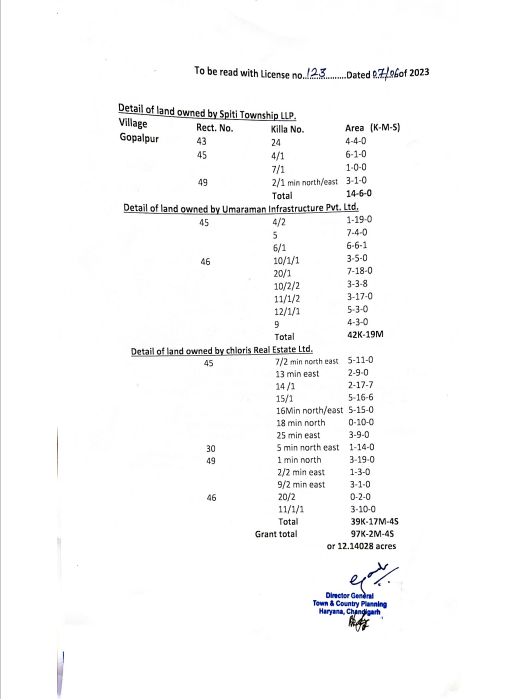 To be read with License no. 123 ........Dated 07/06 of 2023
Detail of land owned by Spiti Township LLP.
Village Rect. No. Killa No. Area (K-M-S)
Gopalpur 43 24 4-4-0
45 4/1 6-1-0
7/1 1-0-0
49 2/1 min north/east 3-1-0
Total 14-6-0
Detail of land owned by Umaraman Infrastructure Pvt. Ltd.
45 4/2 1-19-0
5 7-4-0
6/1 6-6-1
46 10/1/1 3-5-0
20/1 7-18-0
10/2/2 3-3-8
11/1/2 3-17-0
12/1/1 5-3-0
9 4-3-0
Total 42K-19M
Detail of land owned by chloris Real Estate Ltd.
45 7/2 min north east 5-11-0
13 min east 2-9-0
14 /1 2-17-7
15/1 5-16-6
16Min north/east 5-15-0
18 min north 0-10-0
25 min east 3-9-0
30 5 min north east 1-14-0
49 1 min north 3-19-0
2/2 min east 1-3-0
9/2 min east 3-1-0
46 20/2 0-2-0
11/1/1 3-10-0
Total 39K-17M-4S
Grant total 97K-2M-4S
or 12.14028 acres
Director General
Town & Country Planning
Haryana, Chandigarh